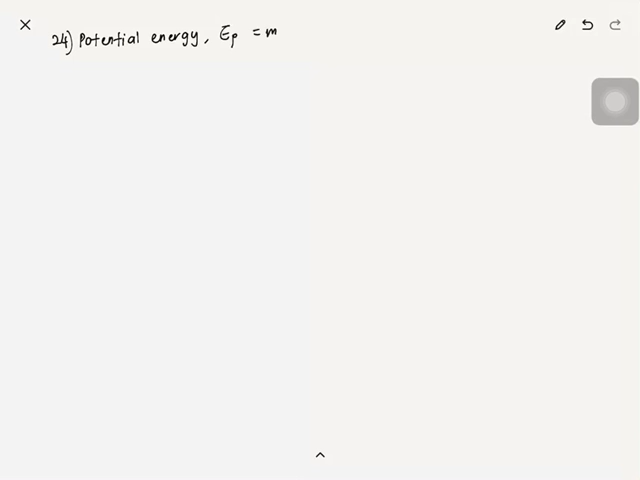 24) Potential energy, Ep = m